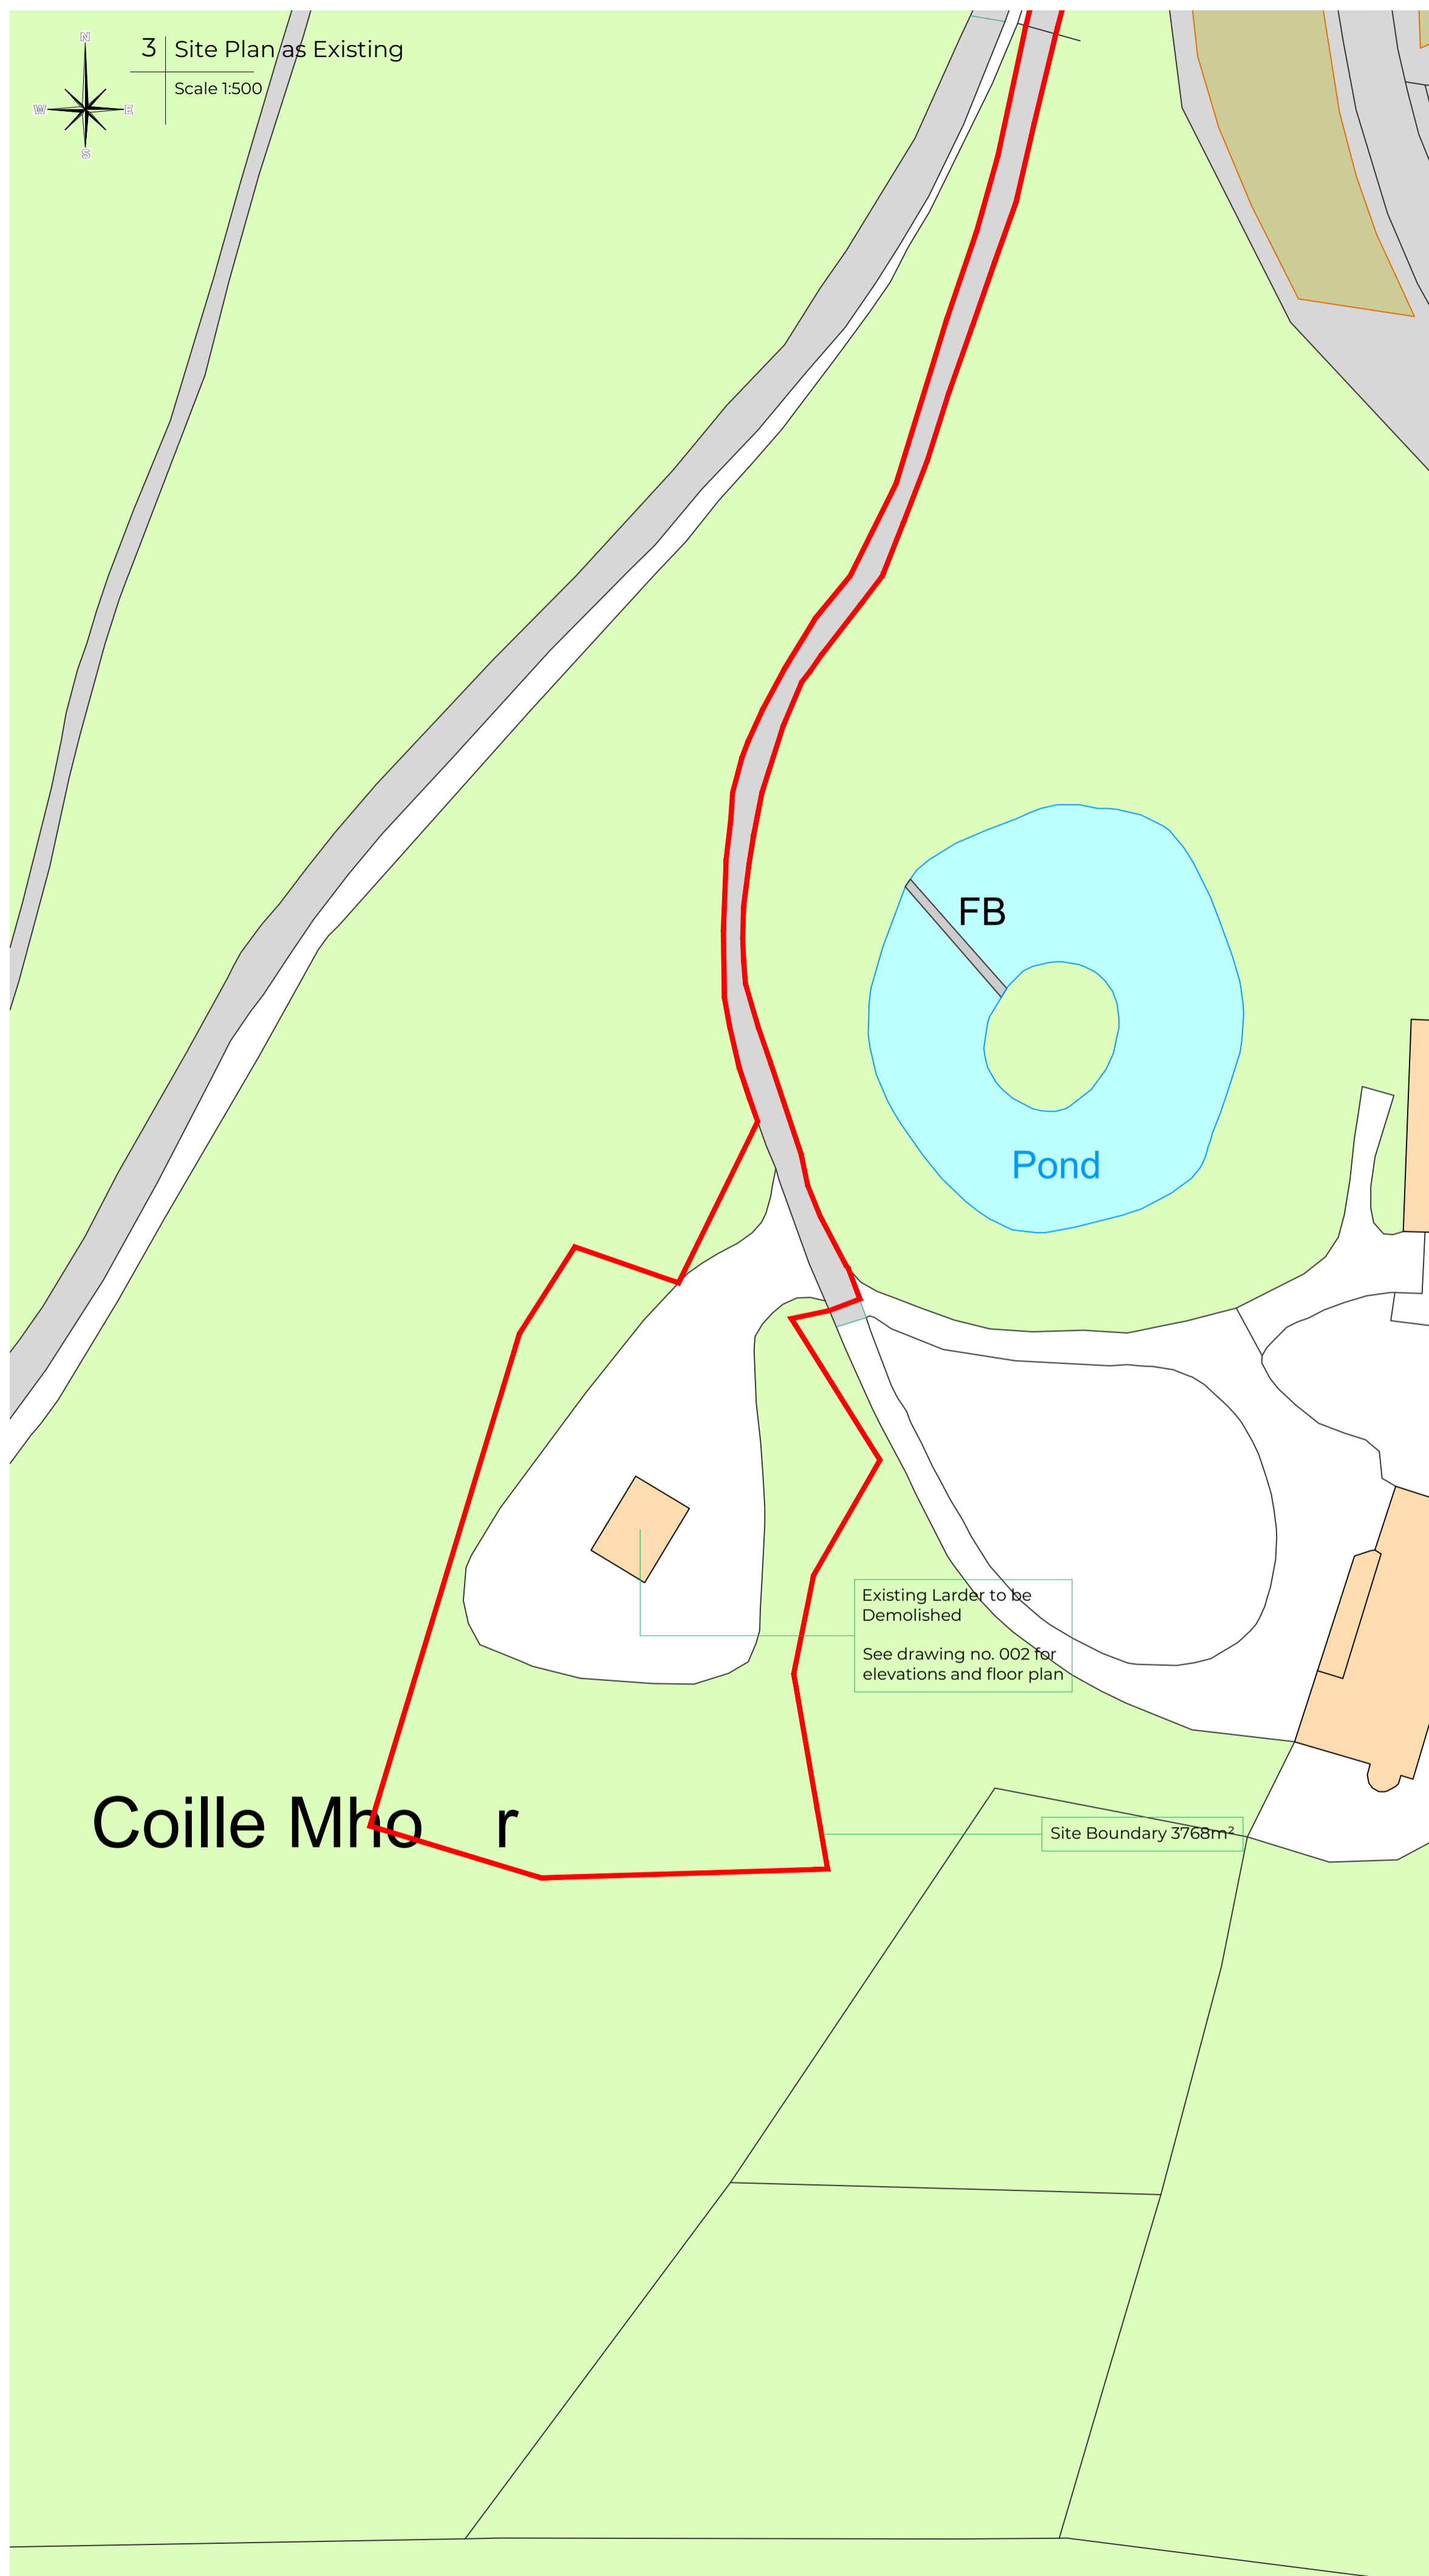 N
W
E
S
3
Site Plan as Existing
Scale 1:500
FB
Pond
Existing Larder to be
Demolished
See drawing no. 002 for
elevations and floor plan
Coille Mho r
Site Boundary 3768m²